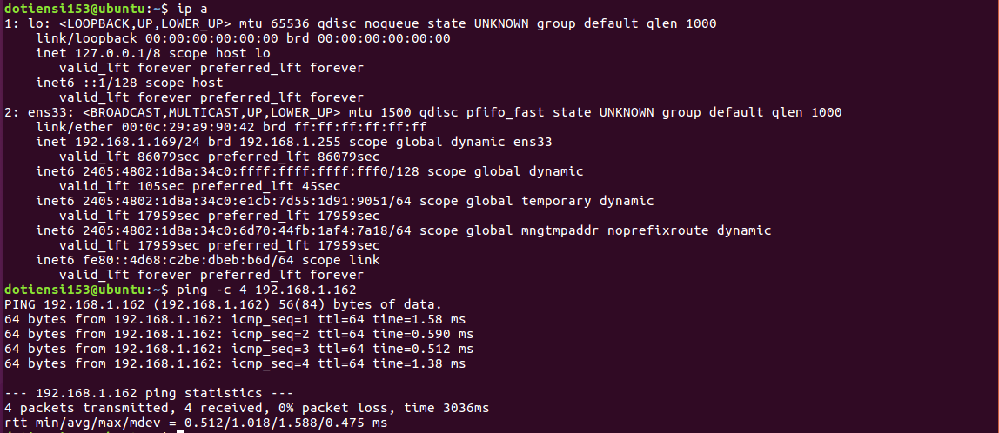 dotiensi153@ubuntu:~$ ip a
1: lo: <LOOPBACK,UP,LOWER_UP> mtu 65536 qdisc noqueue state UNKNOWN group default qlen 1000
    link/loopback 00:00:00:00:00:00 brd 00:00:00:00:00:00
    inet 127.0.0.1/8 scope host lo
       valid_lft forever preferred_lft forever
    inet6 ::1/128 scope host
       valid_lft forever preferred_lft forever
2: ens33: <BROADCAST,MULTICAST,UP,LOWER_UP> mtu 1500 qdisc pfifo_fast state UNKNOWN group default qlen 1000
    link/ether 00:0c:29:a9:90:42 brd ff:ff:ff:ff:ff:ff
    inet 192.168.1.169/24 brd 192.168.1.255 scope global dynamic ens33
       valid_lft 86079sec preferred_lft 86079sec
    inet6 2405:4802:1d8a:34c0:ffff:ffff:ffff:fff0/128 scope global dynamic
       valid_lft 105sec preferred_lft 45sec
    inet6 2405:4802:1d8a:34c0:e1cb:7d55:1d91:9051/64 scope global temporary dynamic
       valid_lft 17959sec preferred_lft 17959sec
    inet6 2405:4802:1d8a:34c0:6d70:44fb:1af4:7a18/64 scope global mngtmpaddr noprefixroute dynamic
       valid_lft 17959sec preferred_lft 17959sec
    inet6 fe80::4d68:c2be:dbeb:b6d/64 scope link
       valid_lft forever preferred_lft forever
dotiensi153@ubuntu:~$ ping -c 4 192.168.1.162
PING 192.168.1.162 (192.168.1.162) 56(84) bytes of data.
64 bytes from 192.168.1.162: icmp_seq=1 ttl=64 time=1.58 ms
64 bytes from 192.168.1.162: icmp_seq=2 ttl=64 time=0.590 ms
64 bytes from 192.168.1.162: icmp_seq=3 ttl=64 time=0.512 ms
64 bytes from 192.168.1.162: icmp_seq=4 ttl=64 time=1.38 ms
--- 192.168.1.162 ping statistics ---
4 packets transmitted, 4 received, 0% packet loss, time 3036ms
rtt min/avg/max/mdev = 0.512/1.018/1.588/0.475 ms